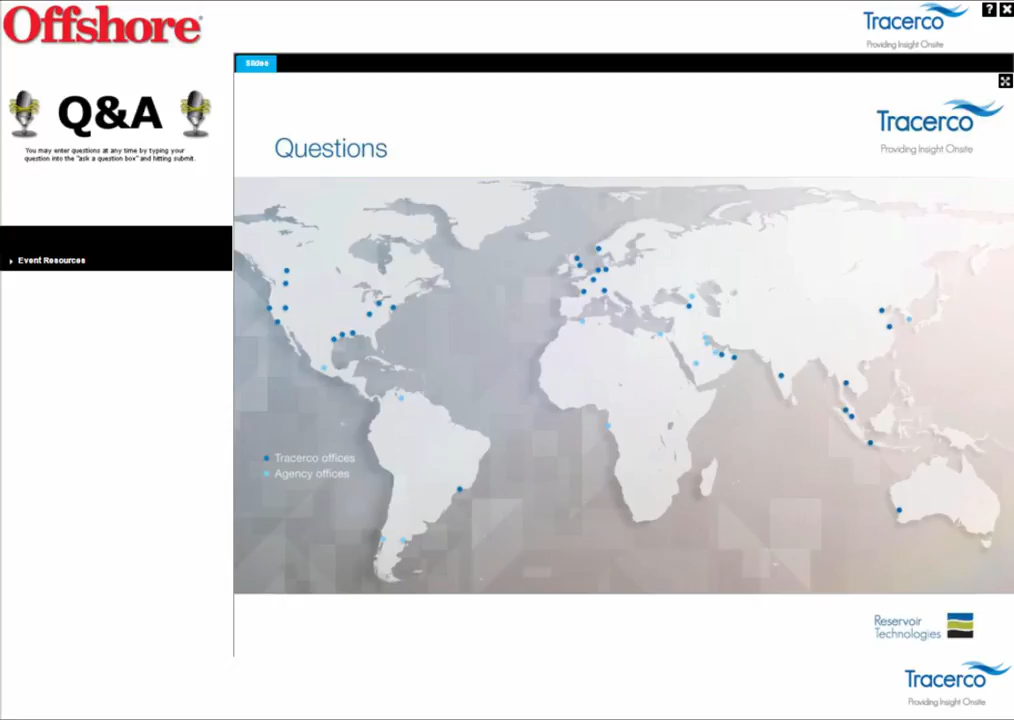 Offshore
Tracerco
Providing Insight Onsite
? X
Slides
Q&A
You may enter questions at any time by typing your
question into the "ask a question box" and hitting submit.
Event Resources
Tracerco
Providing Insight Onsite
Questions
Tracerco offices
Agency offices
Reservoir
Technologies
Tracerco
Providing Insight Onsite